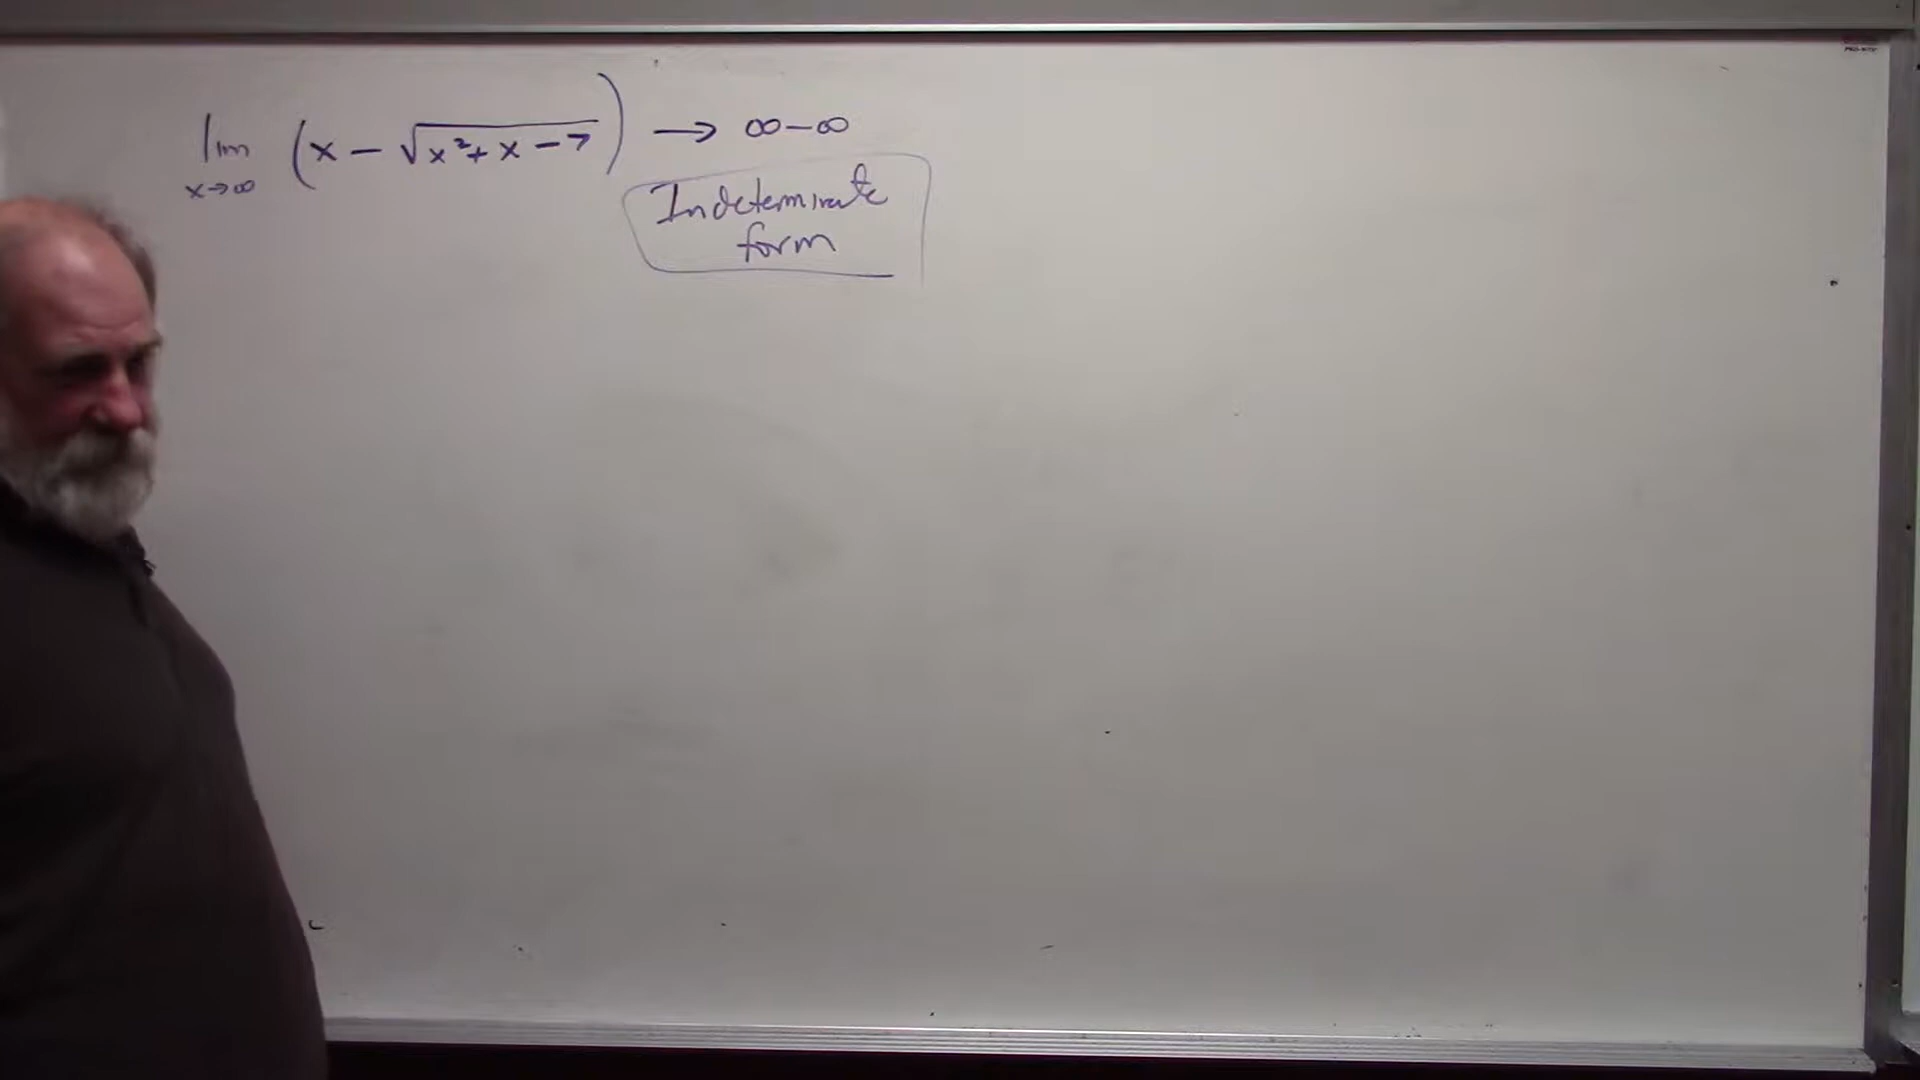 lim (x - √(x²+x-7)) → ∞-∞
x→∞
Indeterminate
form